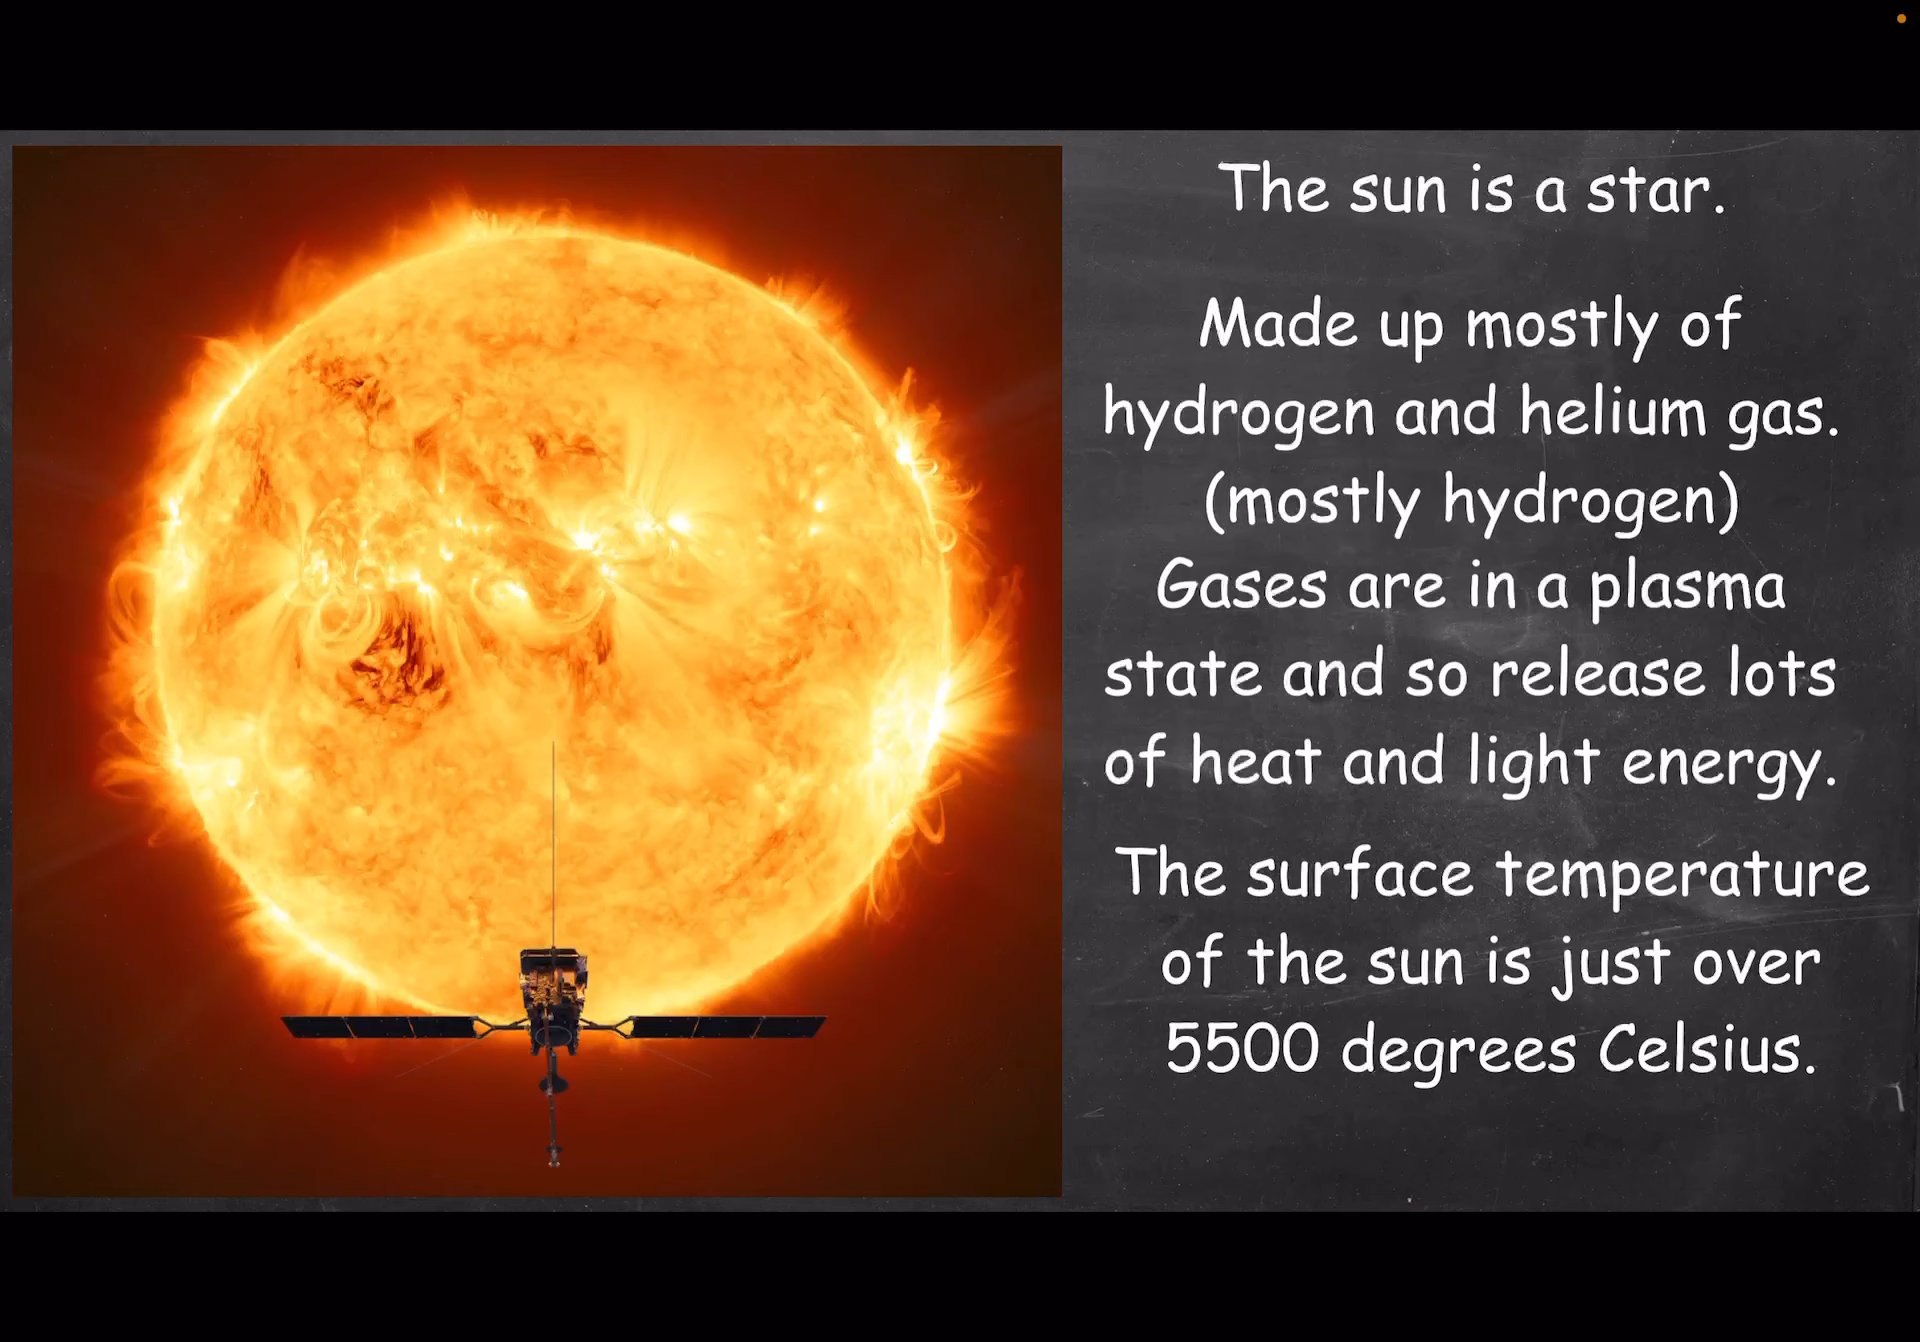 The sun is a star.
Made up mostly of
hydrogen and helium gas.
(mostly hydrogen)
Gases are in a plasma
state and so release lots
of heat and light energy.
The surface temperature
of the sun is just over
5500 degrees Celsius.